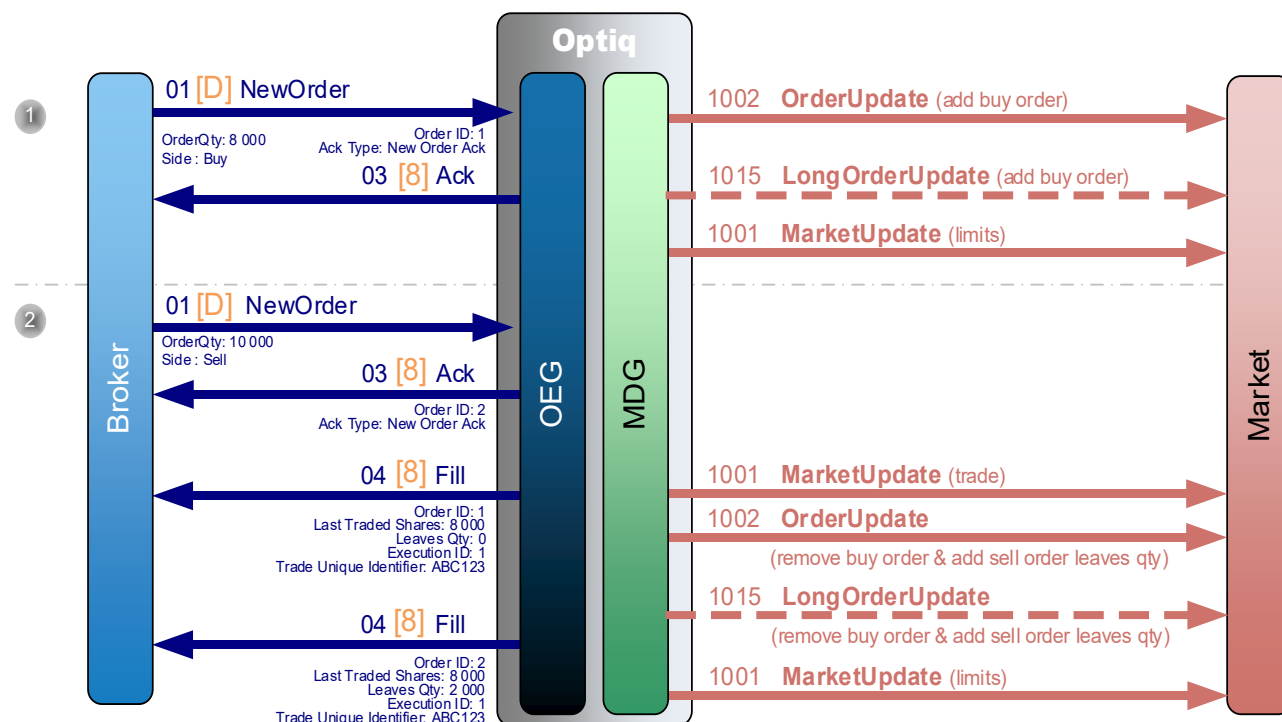 Optiq
Broker
OEG
MDG
Market
1
01 [D] NewOrder
OrderQty: 8 000
Side : Buy
Order ID: 1
Ack Type: New Order Ack
03 [8] Ack
1002 OrderUpdate (add buy order)
1015 LongOrderUpdate (add buy order)
1001 MarketUpdate (limits)
2
01 [D] NewOrder
OrderQty: 10 000
Side : Sell
03 [8] Ack
Order ID: 2
Ack Type: New Order Ack
04 [8] Fill
Order ID: 1
Last Traded Shares: 8 000
Leaves Qty: 0
Execution ID: 1
Trade Unique Identifier: ABC123
04 [8] Fill
Order ID: 2
Last Traded Shares: 8 000
Leaves Qty: 2 000
Execution ID: 1
Trade Unique Identifier: ABC123
1001 MarketUpdate (trade)
1002 OrderUpdate
(remove buy order & add sell order leaves qty)
1015 LongOrderUpdate
(remove buy order & add sell order leaves qty)
1001 MarketUpdate (limits)